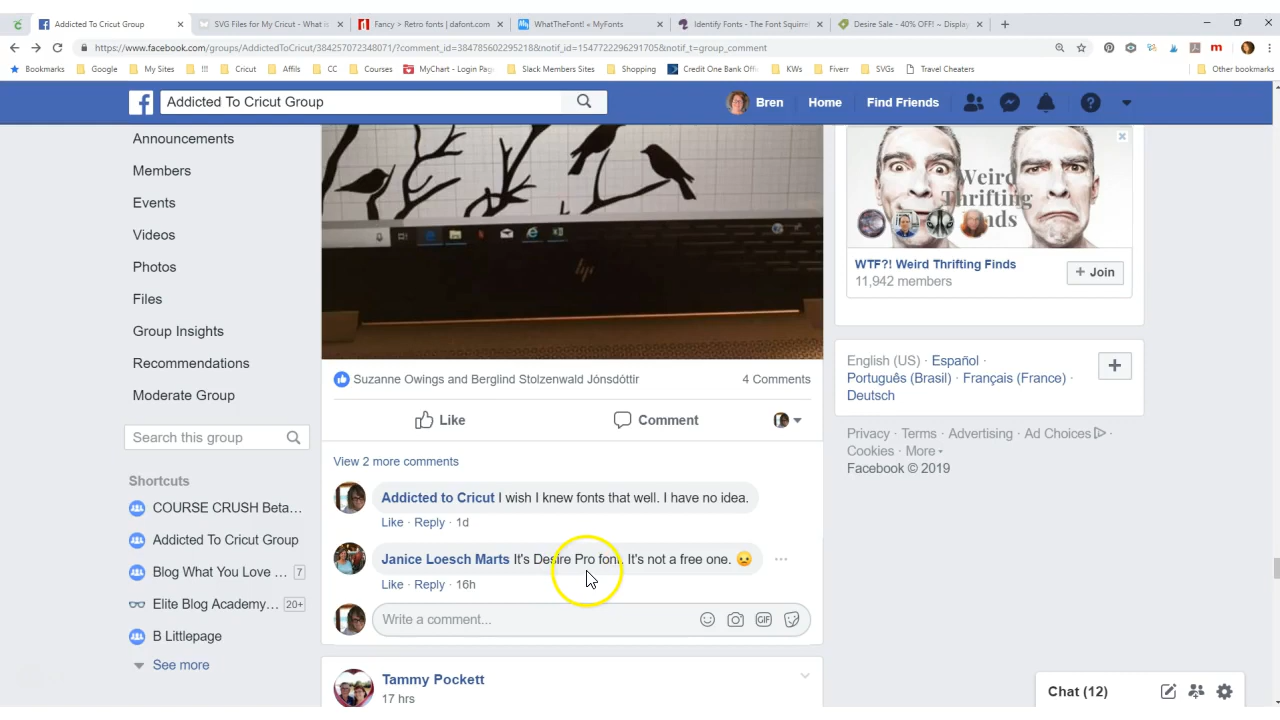 Addicted To Cricut Group
SVG Files for My Cricut - What is
Fancy > Retro fonts | dafont.com
WhatTheFont! « MyFonts
Identify Fonts - The Font Squirrel
Desire Sale - 40% OFF! ~ Display
https://www.facebook.com/groups/AddictedToCricut/384257072348071/?comment_id=384785602295218&notif_id=1547722296291705&notif_t=group_comment
Bookmarks Google My Sites !!! Cricut Affils CC Courses MyChart - Login Page Slack Members Sites Shopping Credit One Bank Offi KWs Fiverr SVGs Travel Cheaters Other bookmarks
Addicted To Cricut Group
Bren Home Find Friends
Announcements
Members
Events
Videos
Photos
Files
Group Insights
Recommendations
Moderate Group
Search this group
Shortcuts
COURSE CRUSH Beta...
Addicted To Cricut Group
Blog What You Love ... 7
Elite Blog Academy... 20+
B Littlepage
See more
hp
Suzanne Owings and Berglind Stolzenwald Jónsdóttir 4 Comments
Like Comment
View 2 more comments
Addicted to Cricut I wish I knew fonts that well. I have no idea.
Like · Reply · 1d
Janice Loesch Marts It's Desire Pro font. It's not a free one.
Like · Reply · 16h
Write a comment... GIF
Tammy Pockett
17 hrs
Weird
Thrifting
Finds
WTF?! Weird Thrifting Finds
11,942 members
+ Join
English (US) · Español ·
Português (Brasil) · Français (France) ·
Deutsch
Privacy · Terms · Advertising · Ad Choices ·
Cookies · More
Facebook © 2019
Chat (12)